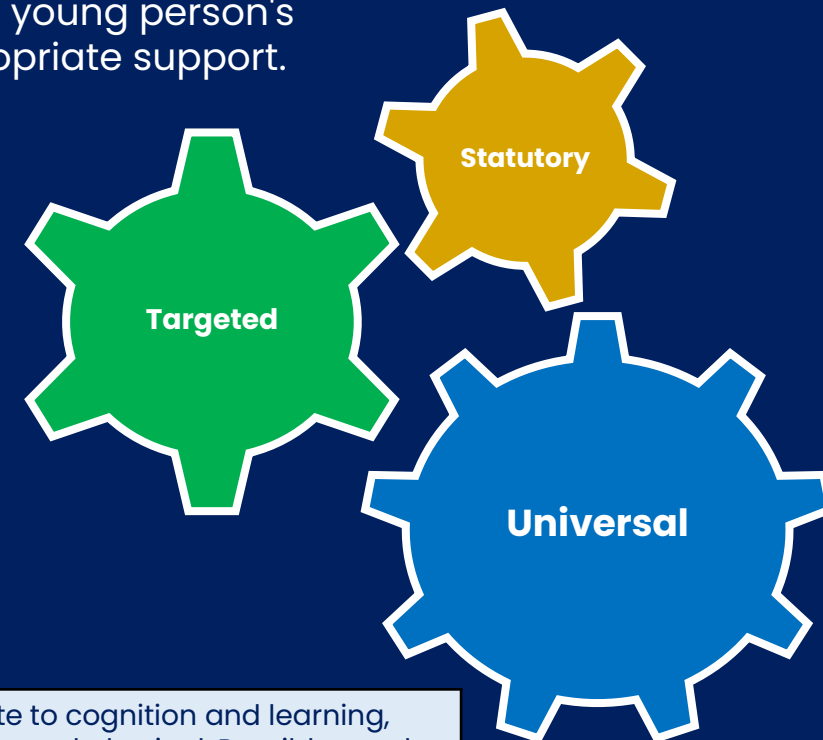 young person's
opriate support.
Statutory
Targeted
Universal
te to cognition and learning,